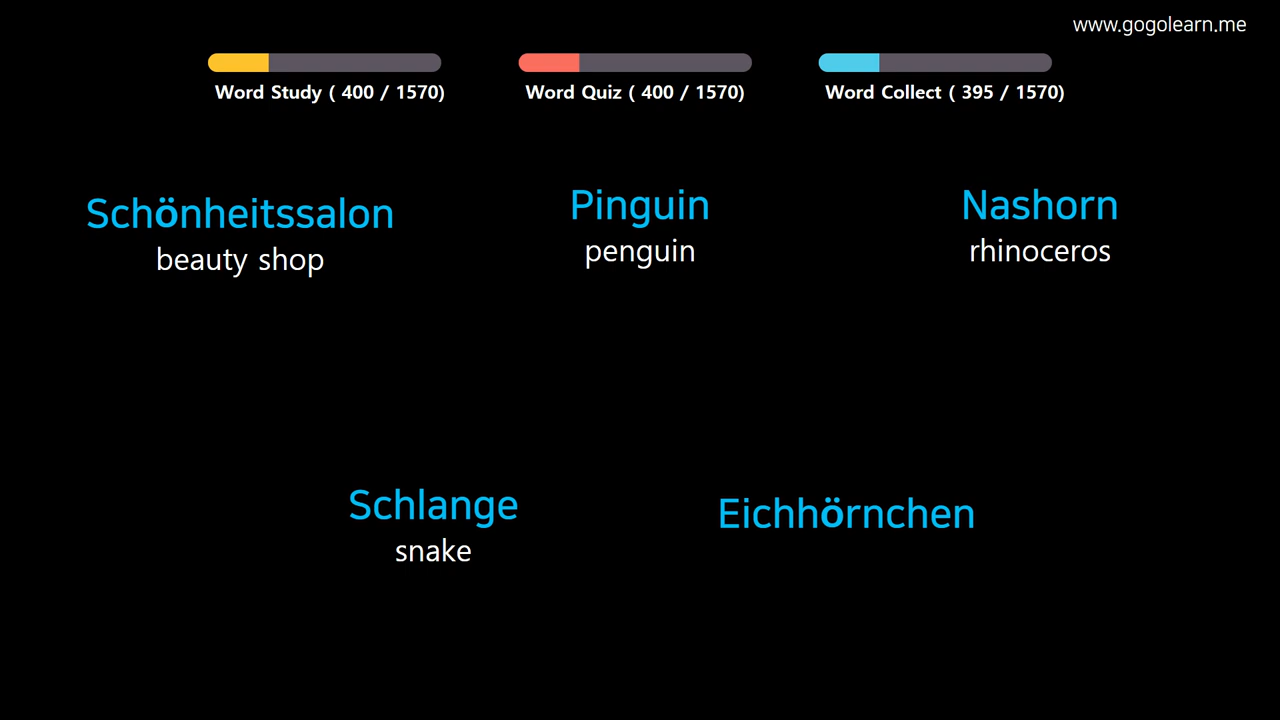 www.gogolearn.me
Word Study ( 400 / 1570)
Word Quiz ( 400 / 1570)
Word Collect ( 395 / 1570)
Schönheitssalon
beauty shop
Pinguin
penguin
Nashorn
rhinoceros
Schlange
snake
Eichhörnchen